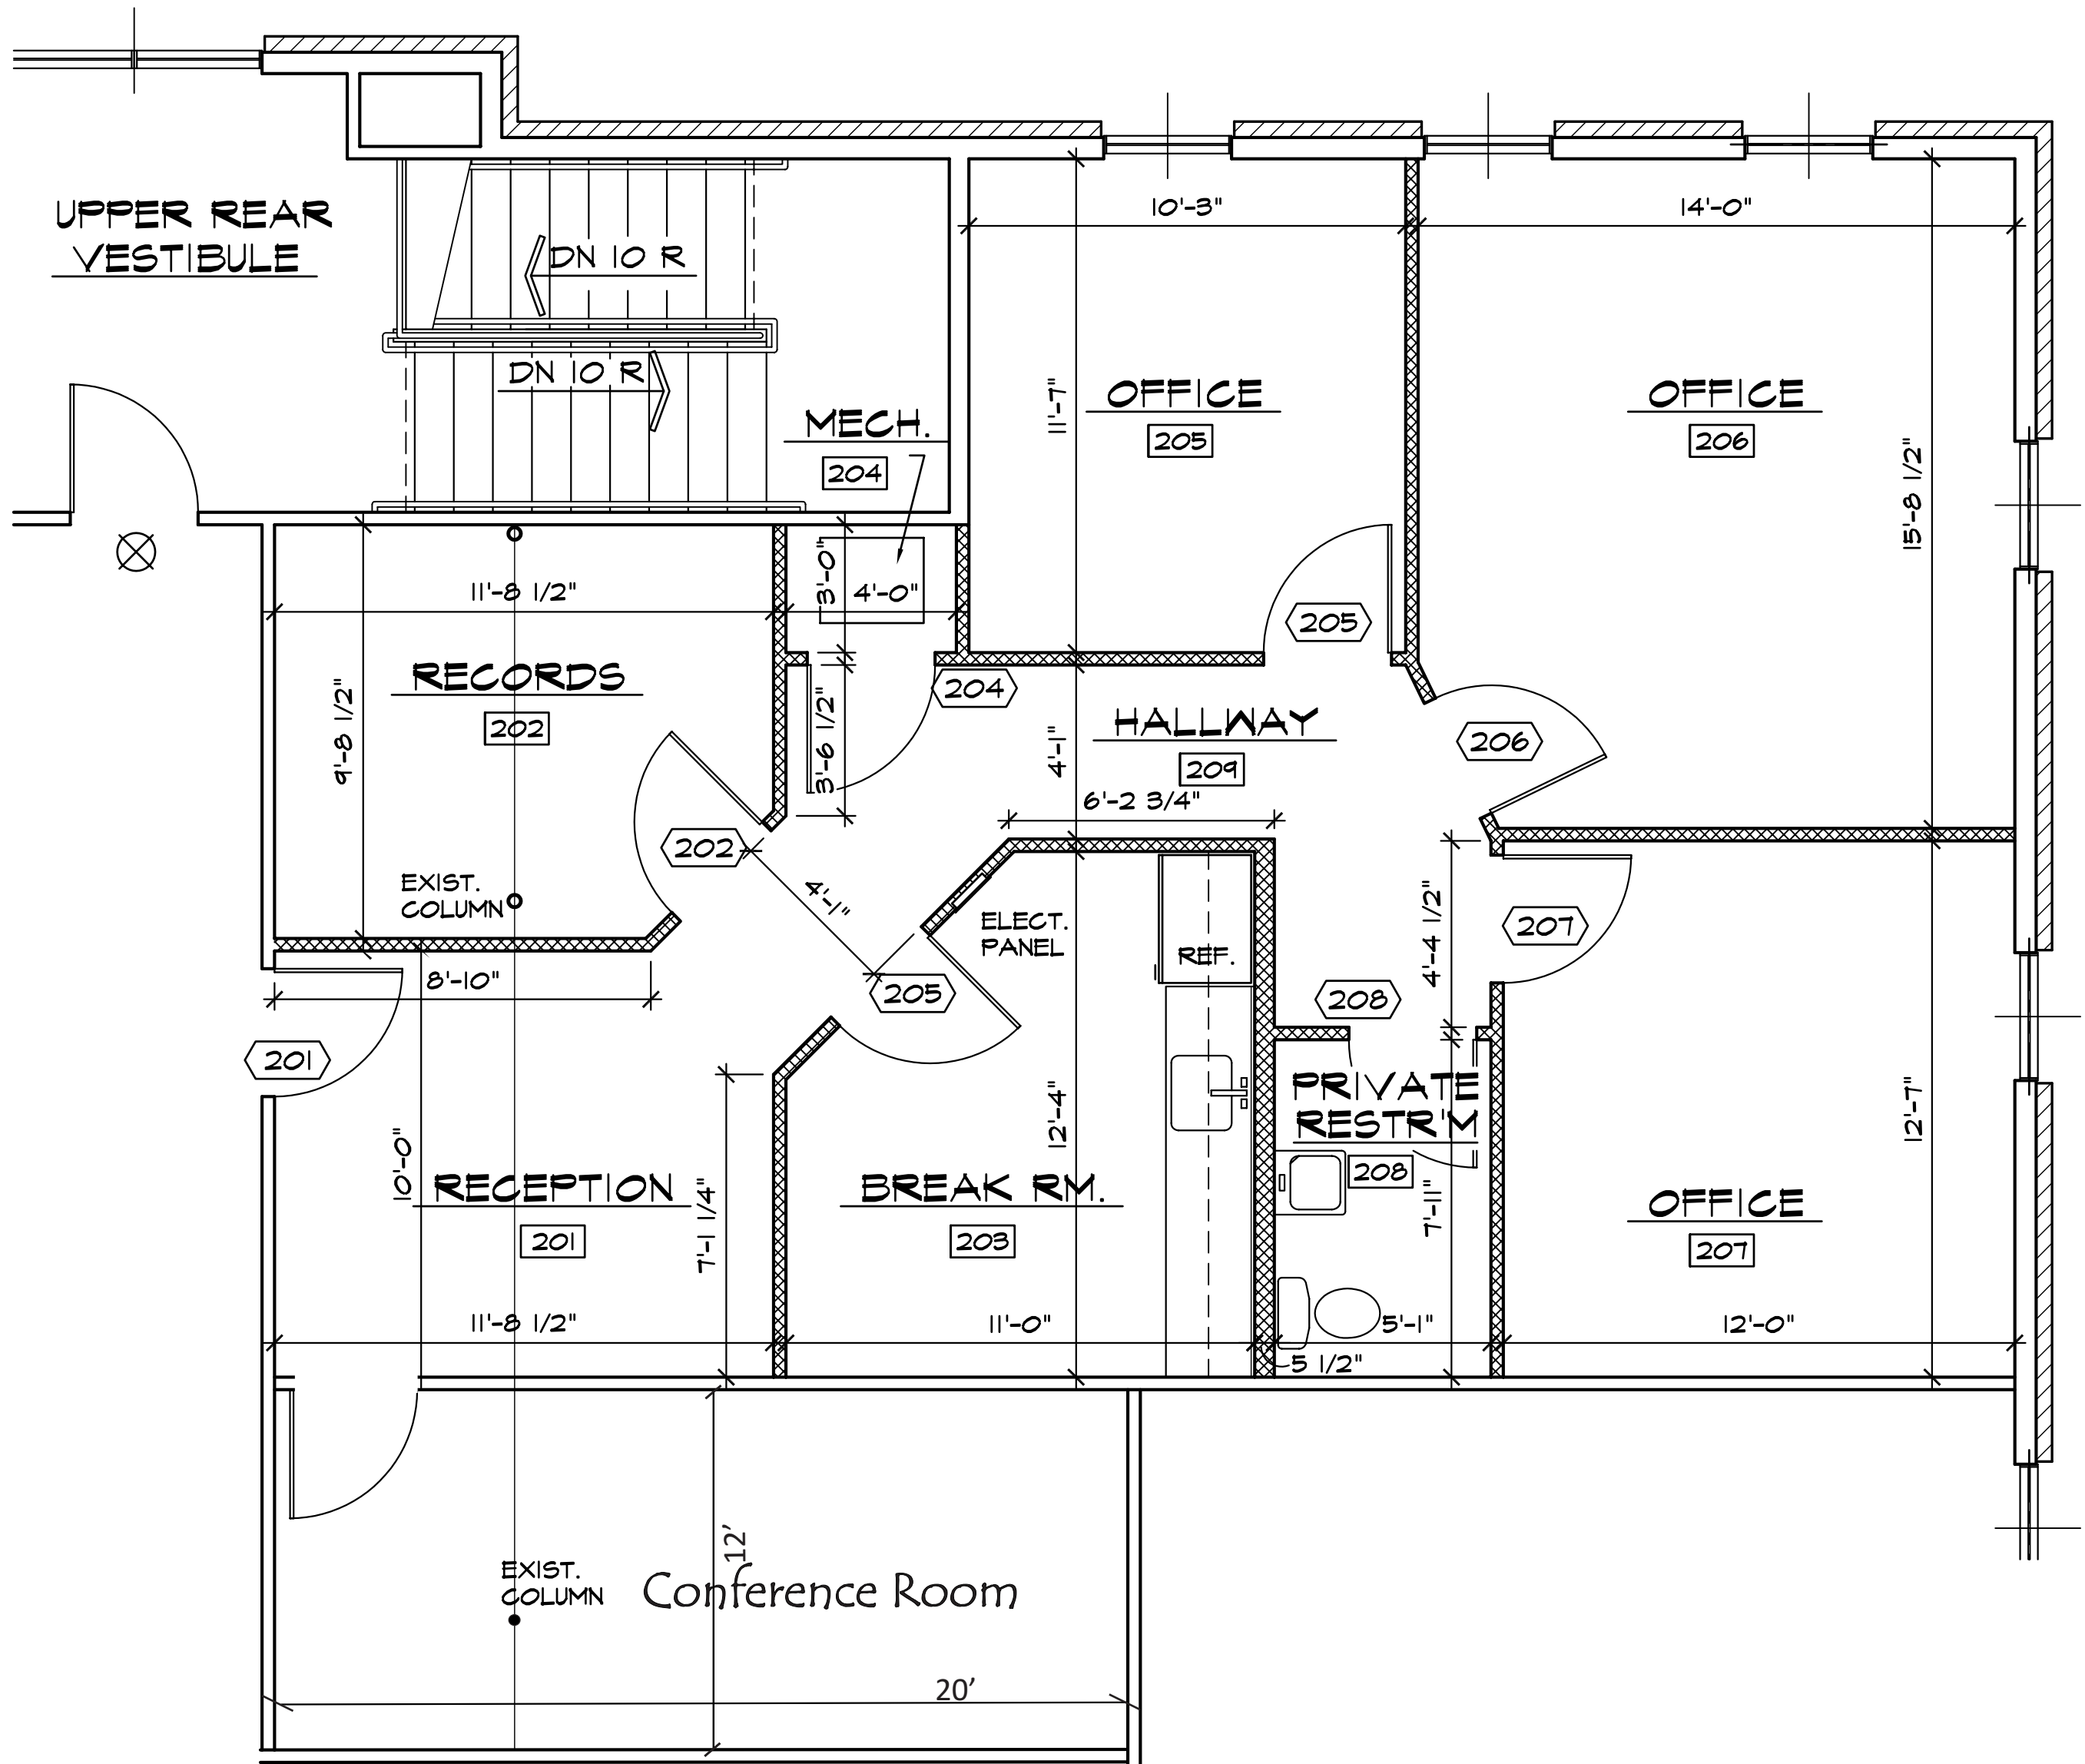 UPPER REAR
VESTIBULE
DN 10 R
DN 10 R
MECH.
204
10'-3"
14'-0"
11'-7"
OFFICE
205
OFFICE
206
15'-8 1/2"
3'-0"
4'-0"
11'-8 1/2"
205
RECORDS
202
9'-8 1/2"
204
3'-6 1/2"
HALLWAY
209
4'-1"
206
6'-2 3/4"
202
EXIST.
COLUMN
4'-1"
ELECT.
PANEL
REF.
4'-4 1/2"
207
8'-10"
205
208
201
PRIVATE
RESTR'M
208
10'-0"
12'-4"
12'-7"
RECEPTION
201
7'-1 1/4"
BREAK RM.
203
7'-11"
OFFICE
207
11'-8 1/2"
11'-0"
5'-1"
12'-0"
5 1/2"
12'
EXIST.
COLUMN
Conference Room
20'